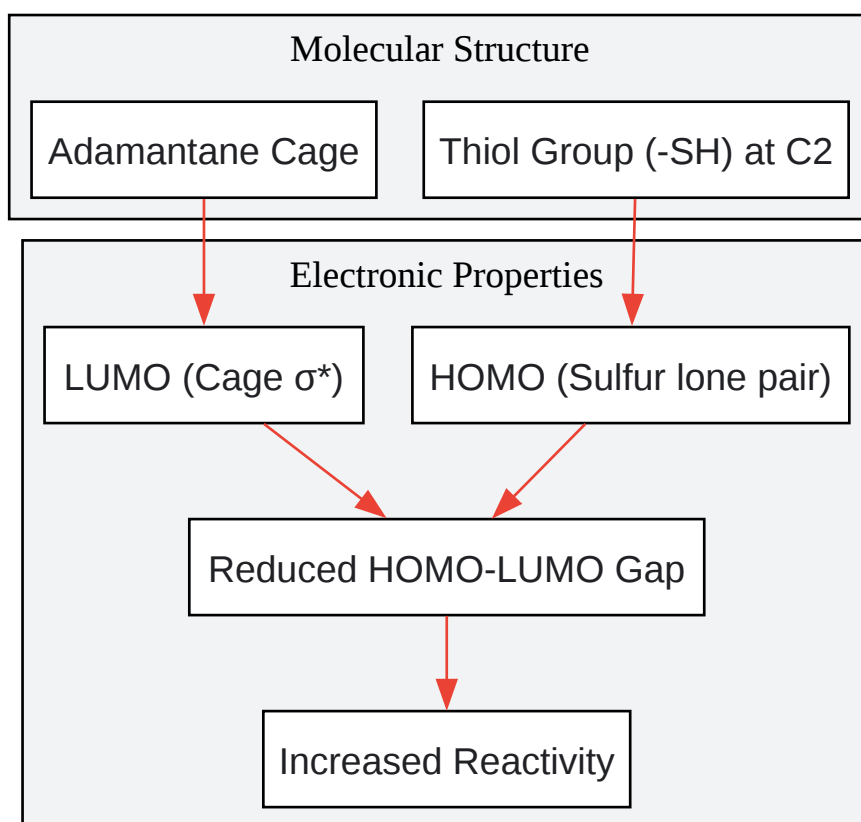 Molecular Structure
Adamantane Cage
Thiol Group (-SH) at C2
Electronic Properties
LUMO (Cage σ*)
HOMO (Sulfur lone pair)
Reduced HOMO-LUMO Gap
Increased Reactivity